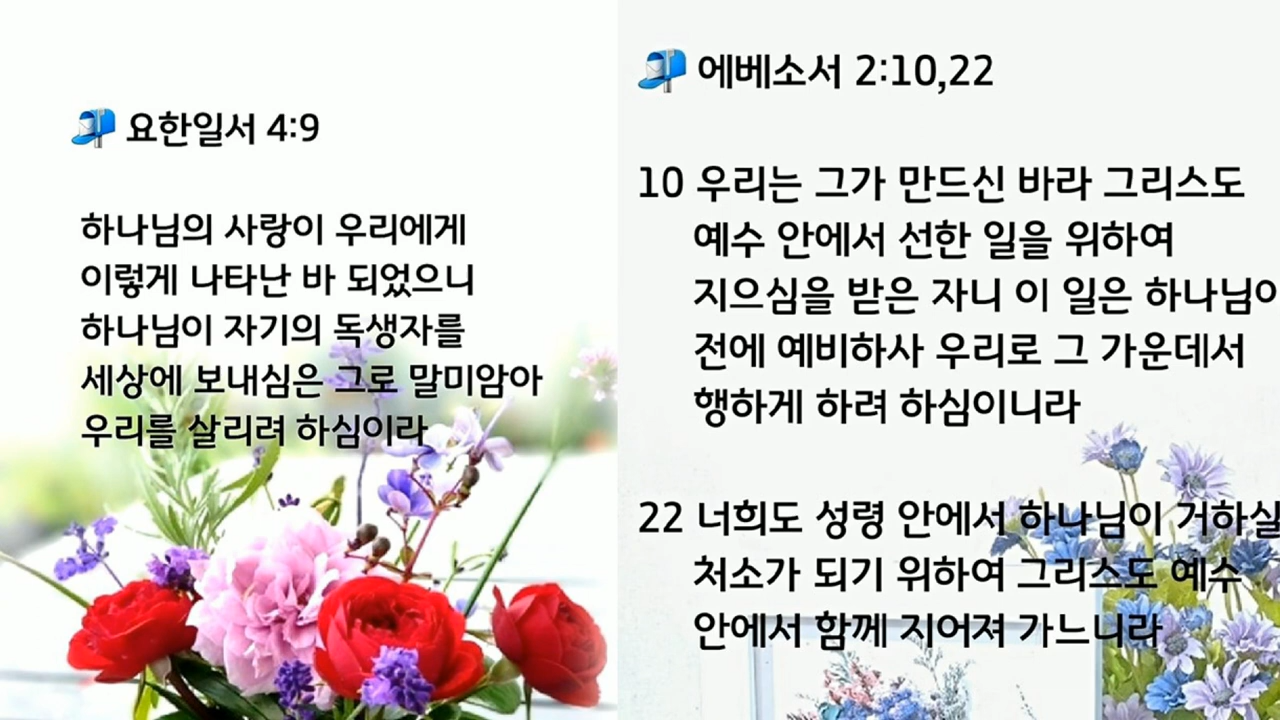 요한일서 4:9
하나님의 사랑이 우리에게
이렇게 나타난 바 되었으니
하나님이 자기의 독생자를
세상에 보내심은 그로 말미암아
우리를 살리려 하심이라
에베소서 2:10,22
10 우리는 그가 만드신 바라 그리스도
예수 안에서 선한 일을 위하여
지으심을 받은 자니 이 일은 하나님이
전에 예비하사 우리로 그 가운데서
행하게 하려 하심이니라
22 너희도 성령 안에서 하나님이 거하실
처소가 되기 위하여 그리스도 예수
안에서 함께 지어져 가느니라